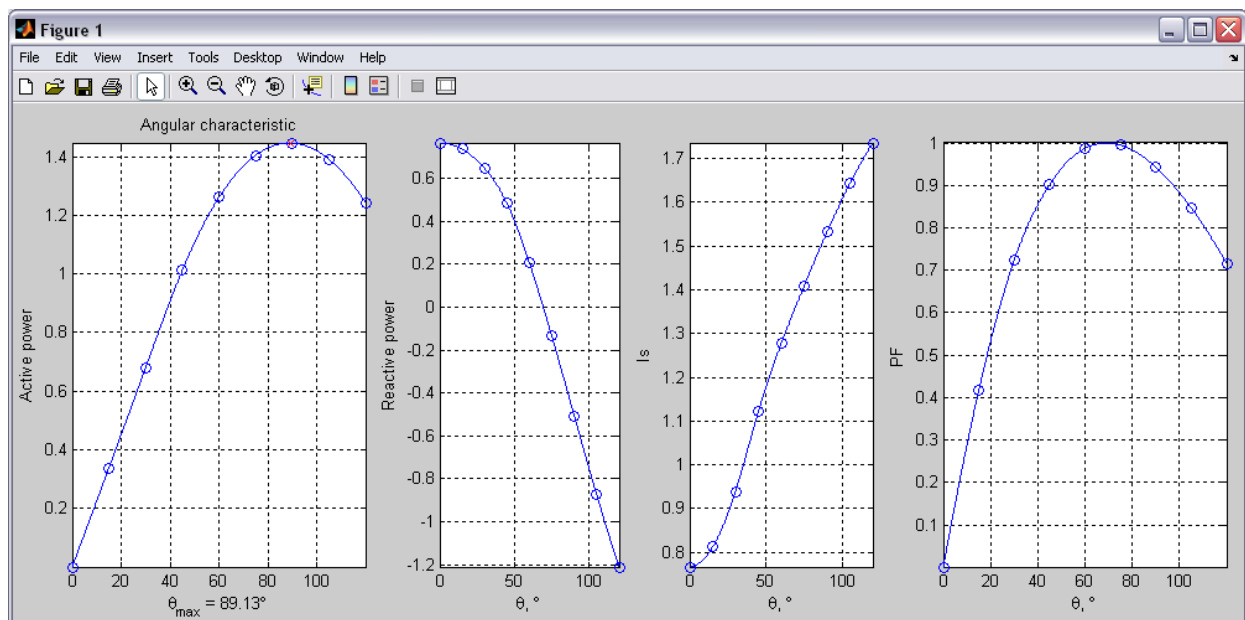 Figure 1
File Edit View Insert Tools Desktop Window Help
Angular characteristic
Active power
1.4
1.2
1
0.8
0.6
0.4
0.2
0 20 40 60 80 100
θmax = 89.13°
Reactive power
0.6
0.4
0.2
0
-0.2
-0.4
-0.6
-0.8
-1
-1.2
0 50 100
θ, °
Is
1.7
1.6
1.5
1.4
1.3
1.2
1.1
1
0.9
0.8
0 50 100
θ, °
PF
1
0.9
0.8
0.7
0.6
0.5
0.4
0.3
0.2
0.1
0 20 40 60 80 100
θ, °